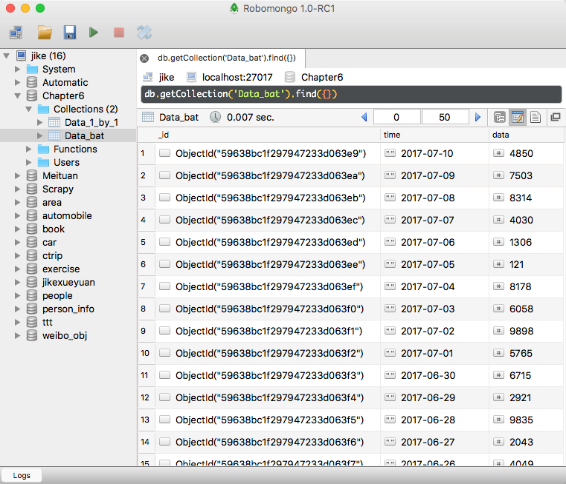 Robomongo 1.0-RC1
jike (16)
System
Automatic
Chapter6
Collections (2)
Data_1_by_1
Data_bat
Functions
Users
Meituan
Scrapy
area
automobile
book
car
ctrip
exercise
jikexueyuan
people
person_info
ttt
weibo_obj
db.getCollection('Data_bat').find({})
jike localhost:27017 Chapter6
db.getCollection('Data_bat').find({})
Data_bat 0.007 sec. 0 50
_id time data
1 ObjectId("59638bc1f297947233d063e9") 2017-07-10 4850
2 ObjectId("59638bc1f297947233d063ea") 2017-07-09 7503
3 ObjectId("59638bc1f297947233d063eb") 2017-07-08 8314
4 ObjectId("59638bc1f297947233d063ec") 2017-07-07 4030
5 ObjectId("59638bc1f297947233d063ed") 2017-07-06 1306
6 ObjectId("59638bc1f297947233d063ee") 2017-07-05 121
7 ObjectId("59638bc1f297947233d063ef") 2017-07-04 8178
8 ObjectId("59638bc1f297947233d063f0") 2017-07-03 6058
9 ObjectId("59638bc1f297947233d063f1") 2017-07-02 9898
10 ObjectId("59638bc1f297947233d063f2") 2017-07-01 5765
11 ObjectId("59638bc1f297947233d063f3") 2017-06-30 6715
12 ObjectId("59638bc1f297947233d063f4") 2017-06-29 2921
13 ObjectId("59638bc1f297947233d063f5") 2017-06-28 9835
14 ObjectId("59638bc1f297947233d063f6") 2017-06-27 2043
15 ObjectId("59638bc1f297947233d063f7") 2017-06-26 4049
Logs